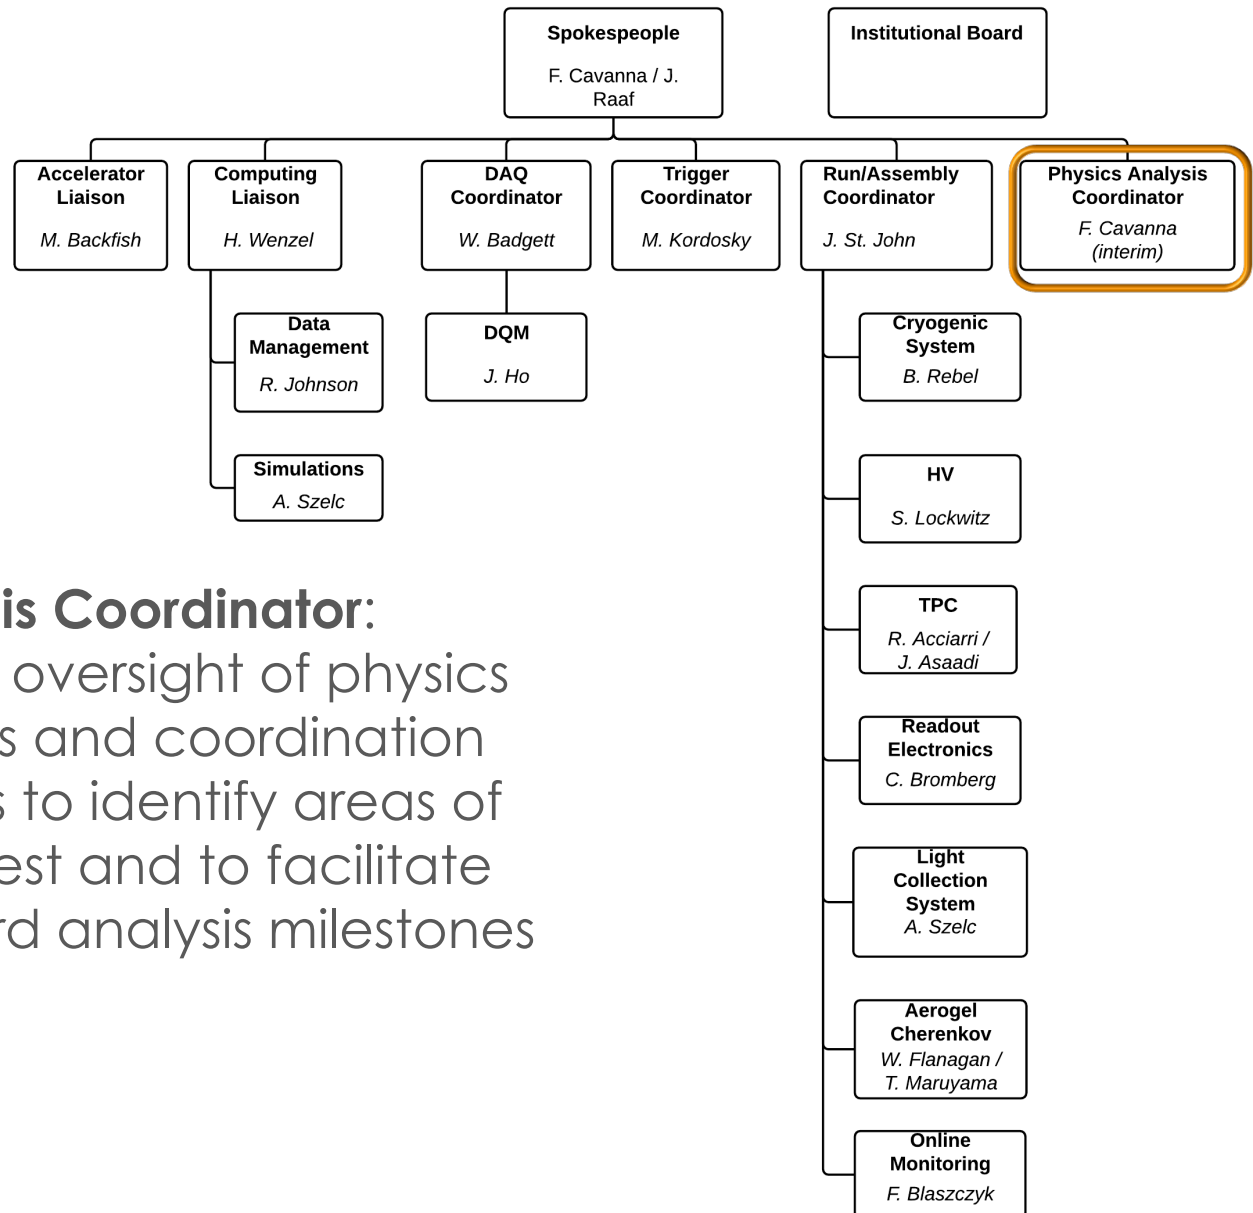 Spokespeople
F. Cavanna / J.
Raaf
Institutional Board
Accelerator
Liaison
M. Backfish
Computing
Liaison
H. Wenzel
DAQ
Coordinator
W. Badgett
Trigger
Coordinator
M. Kordosky
Run/Assembly
Coordinator
J. St. John
Physics Analysis
Coordinator
F. Cavanna
(interim)
Data
Management
R. Johnson
Simulations
A. Szelc
DQM
J. Ho
Cryogenic
System
B. Rebel
HV
S. Lockwitz
TPC
R. Acciarri /
J. Asaadi
Readout
Electronics
C. Bromberg
Light
Collection
System
A. Szelc
Aerogel
Cherenkov
W. Flanagan /
T. Maruyama
Online
Monitoring
F. Blaszczyk
is Coordinator:
oversight of physics
s and coordination
s to identify areas of
est and to facilitate
rd analysis milestones